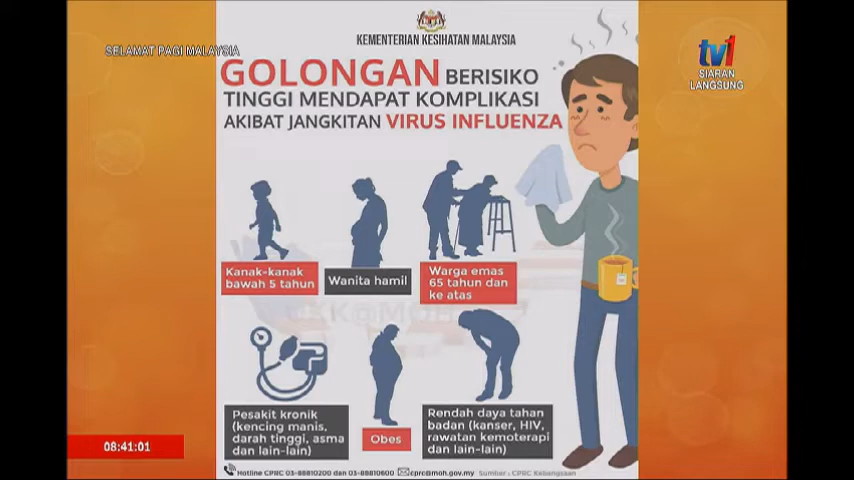 SELAMAT PAGI MALAYSIA
tv1
SIARAN
LANGSUNG
KEMENTERIAN KESIHATAN MALAYSIA
GOLONGAN BERISIKO
TINGGI MENDAPAT KOMPLIKASI
AKIBAT JANGKITAN VIRUS INFLUENZA
Kanak-kanak
bawah 5 tahun
Wanita hamil
Warga emas
65 tahun dan
ke atas
Pesakit kronik
(kencing manis,
darah tinggi, asma
dan lain-lain)
Obes
Rendah daya tahan
badan (kanser, HIV,
rawatan kemoterapi
dan lain-lain)
08:41:01
Hotline CPRC 03-88810200 dan 03-88810600 cprc@moh.gov.my Sumber : CPRC Kebangsaan